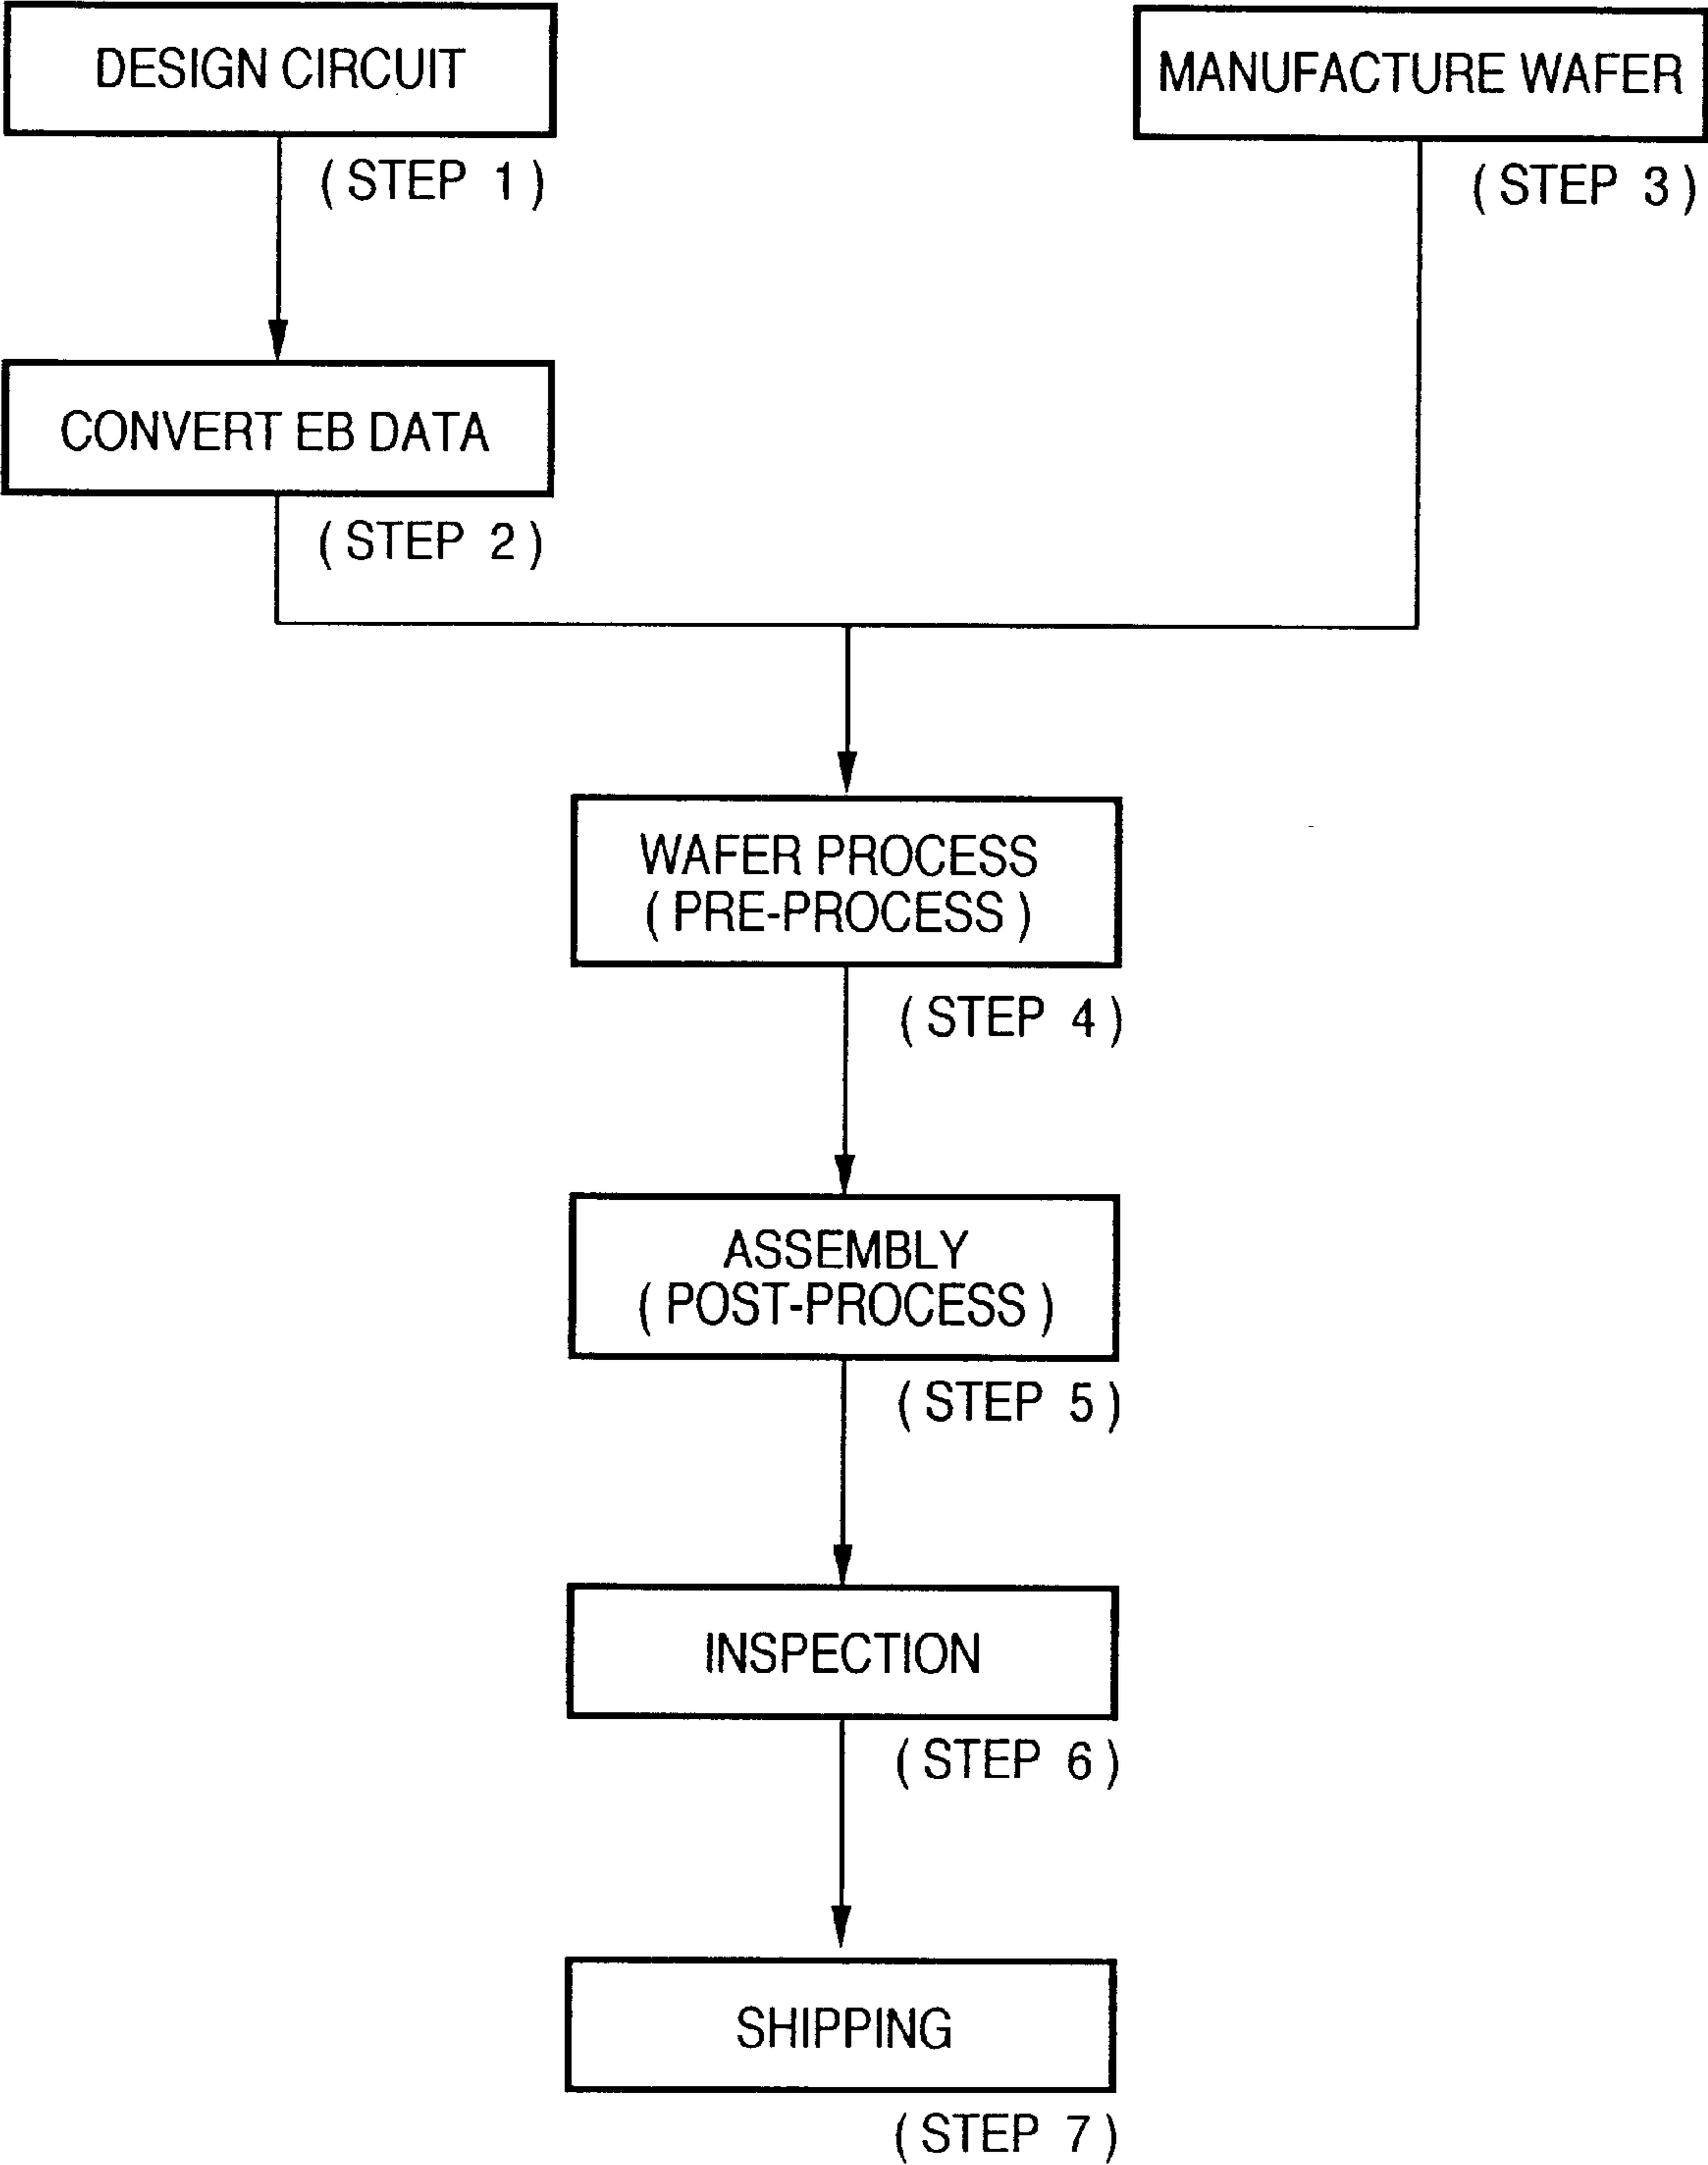 DESIGN CIRCUIT
(STEP 1)
MANUFACTURE WAFER
(STEP 3)
CONVERT EB DATA
(STEP 2)
WAFER PROCESS
(PRE-PROCESS)
(STEP 4)
ASSEMBLY
(POST-PROCESS)
(STEP 5)
INSPECTION
(STEP 6)
SHIPPING
(STEP 7)